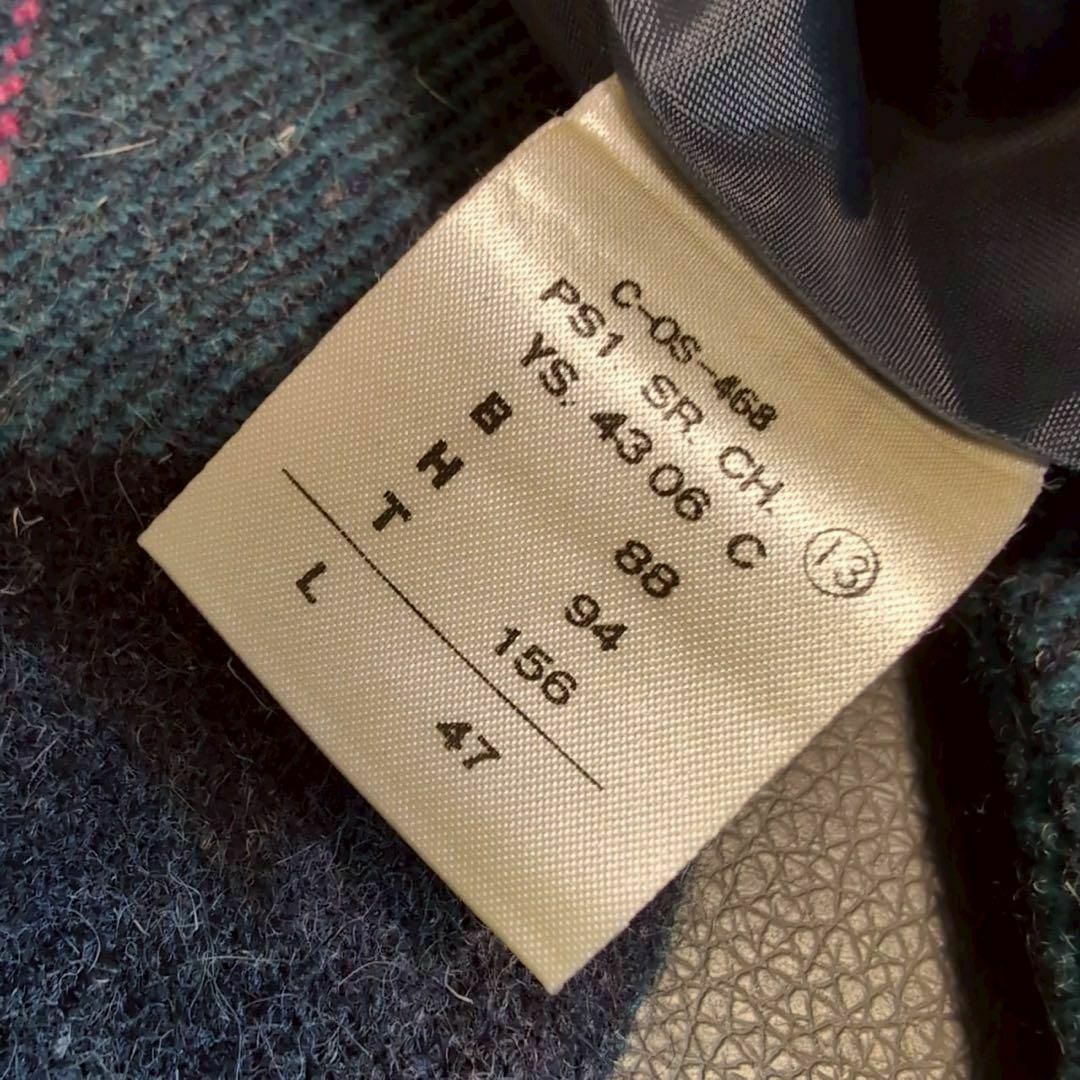 C-OS-468
PS1. SR. CH.
YS. 4306 C ⑬
B 88
H 94
T 156
L 47